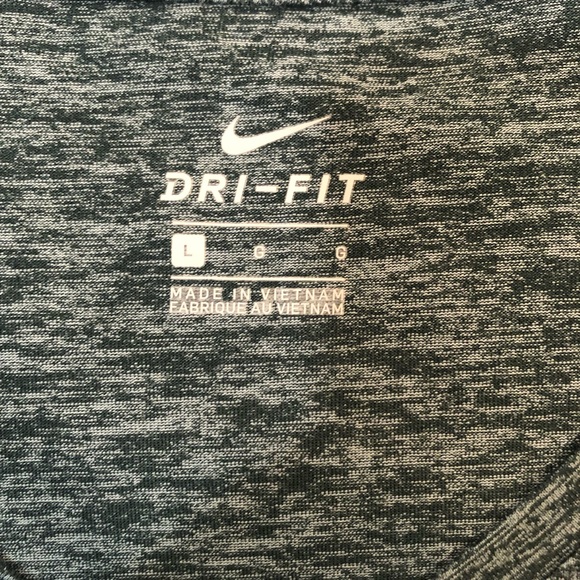 DRI-FIT
L G G
MADE IN VIETNAM
FABRIQUE AU VIETNAM